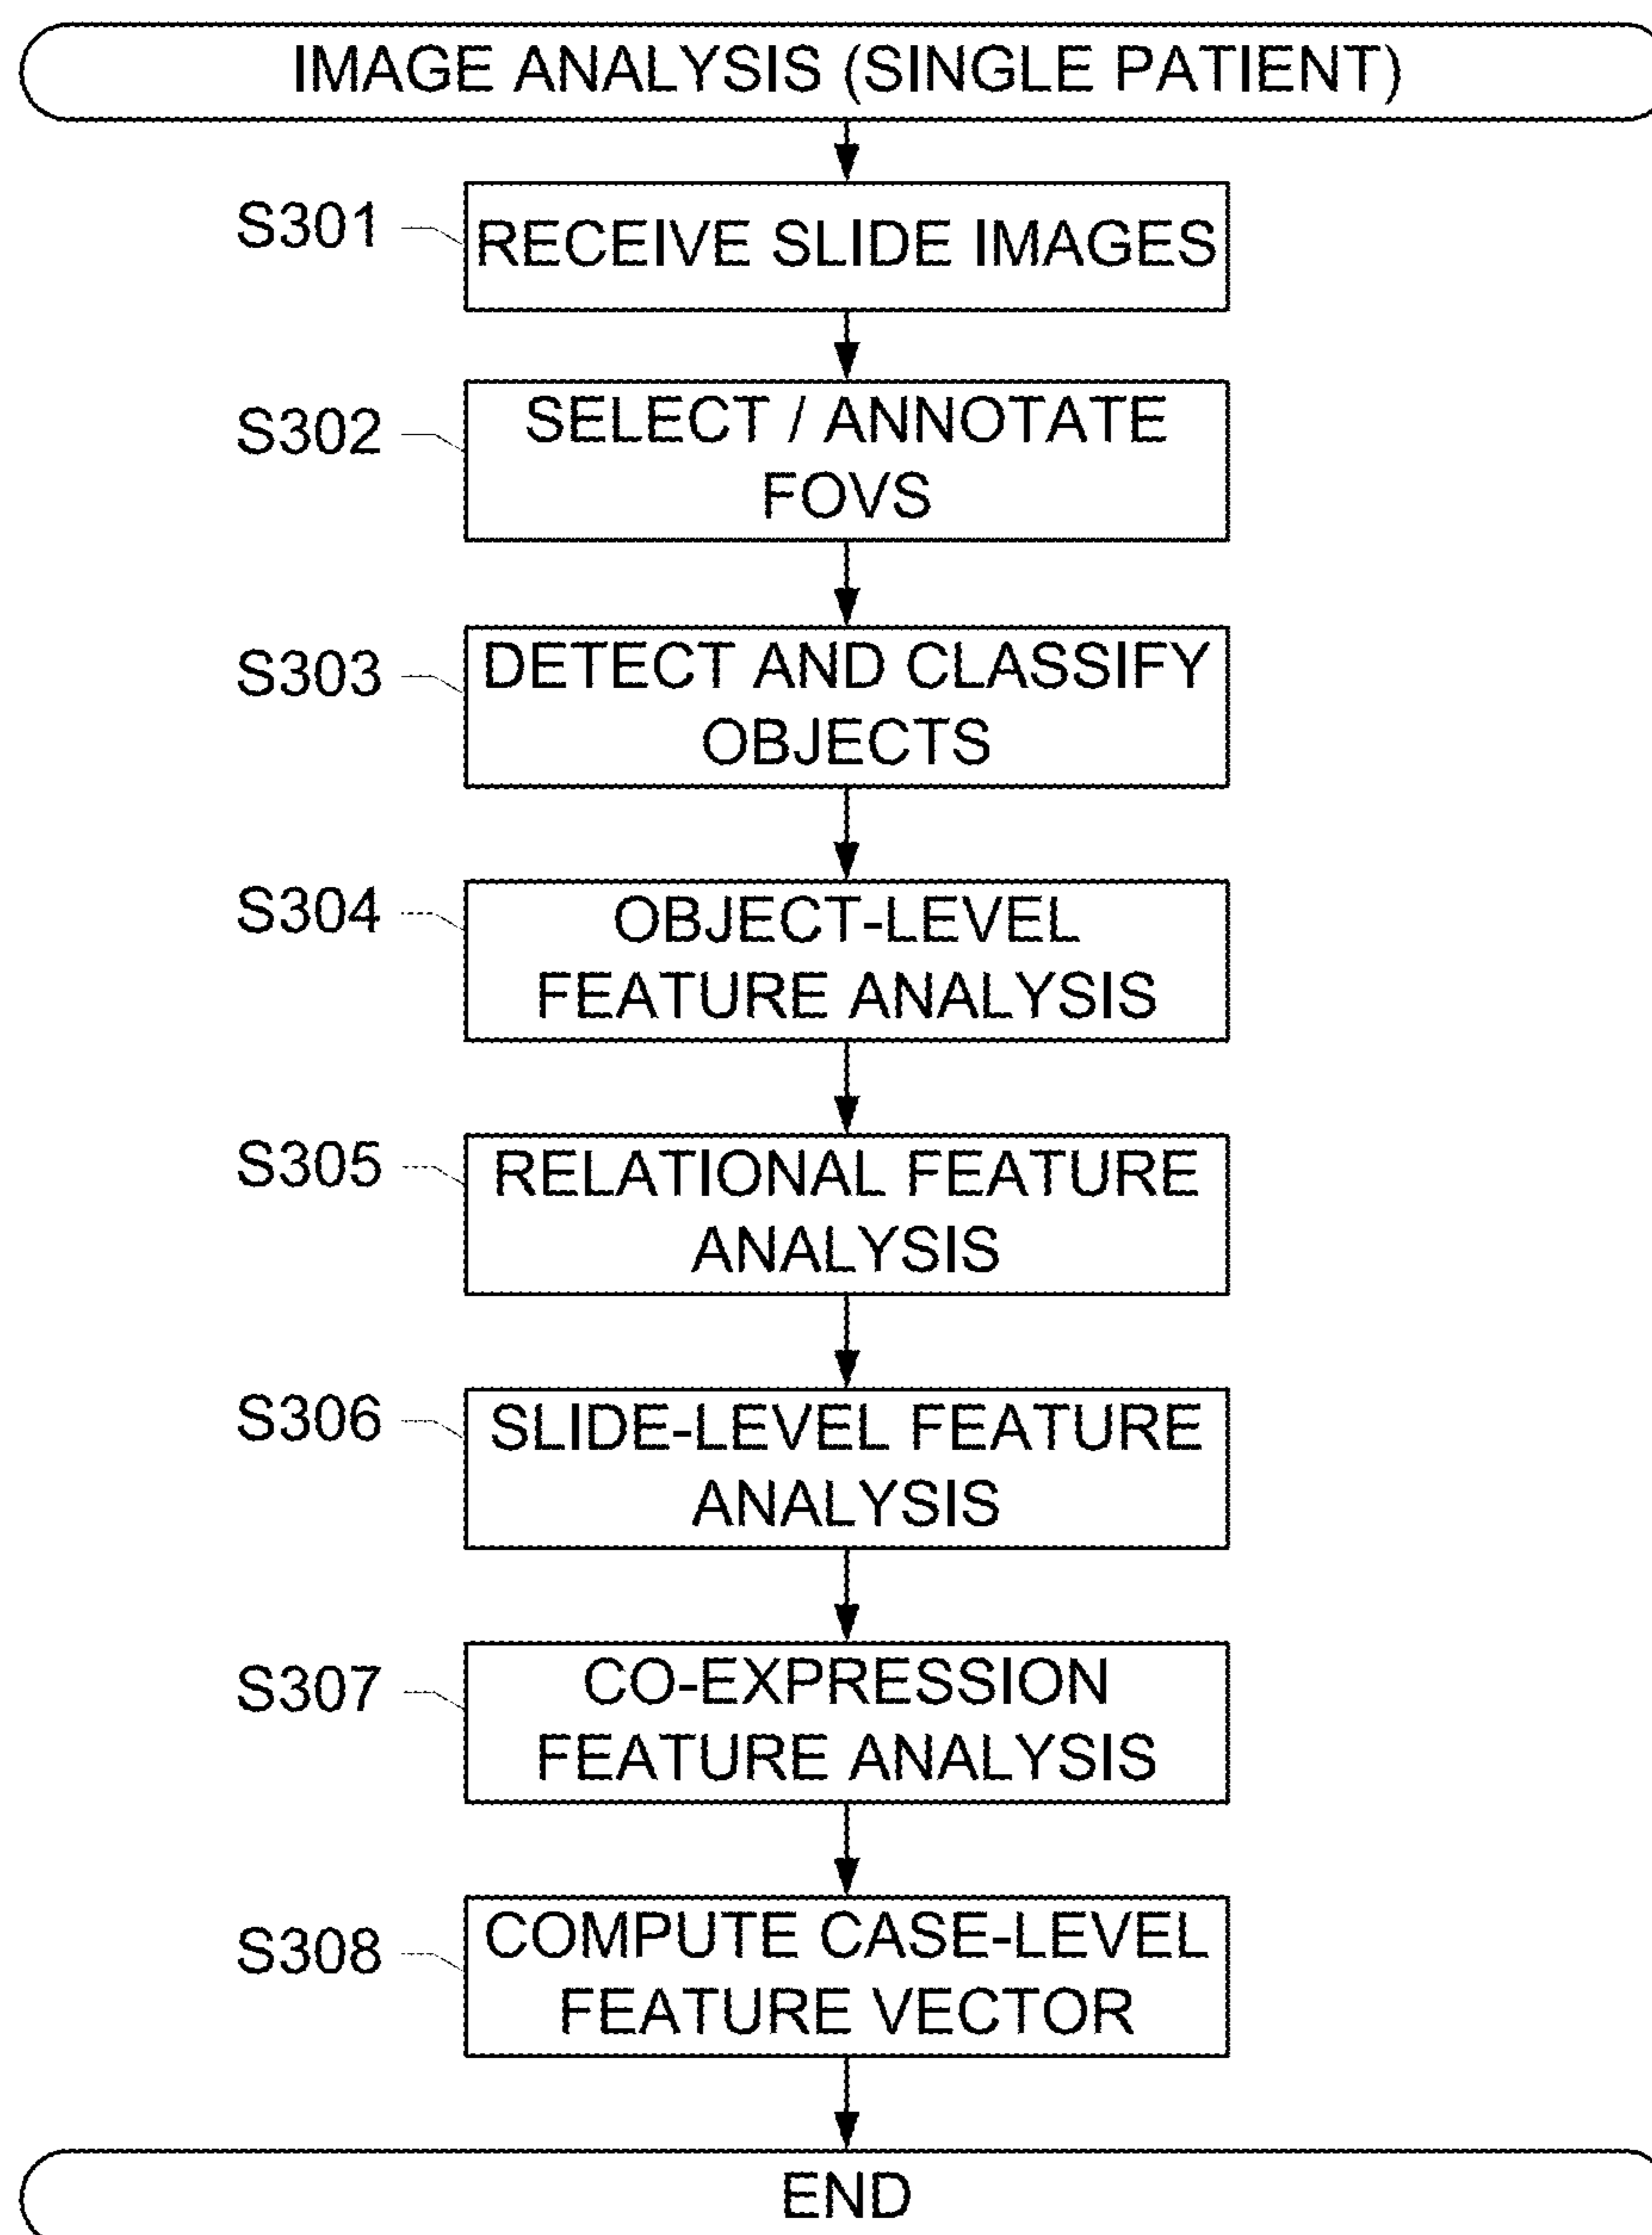 IMAGE ANALYSIS (SINGLE PATIENT)
S301
RECEIVE SLIDE IMAGES
S302
SELECT / ANNOTATE
FOVS
S303
DETECT AND CLASSIFY
OBJECTS
S304
OBJECT-LEVEL
FEATURE ANALYSIS
S305
RELATIONAL FEATURE
ANALYSIS
S306
SLIDE-LEVEL FEATURE
ANALYSIS
S307
CO-EXPRESSION
FEATURE ANALYSIS
S308
COMPUTE CASE-LEVEL
FEATURE VECTOR
END